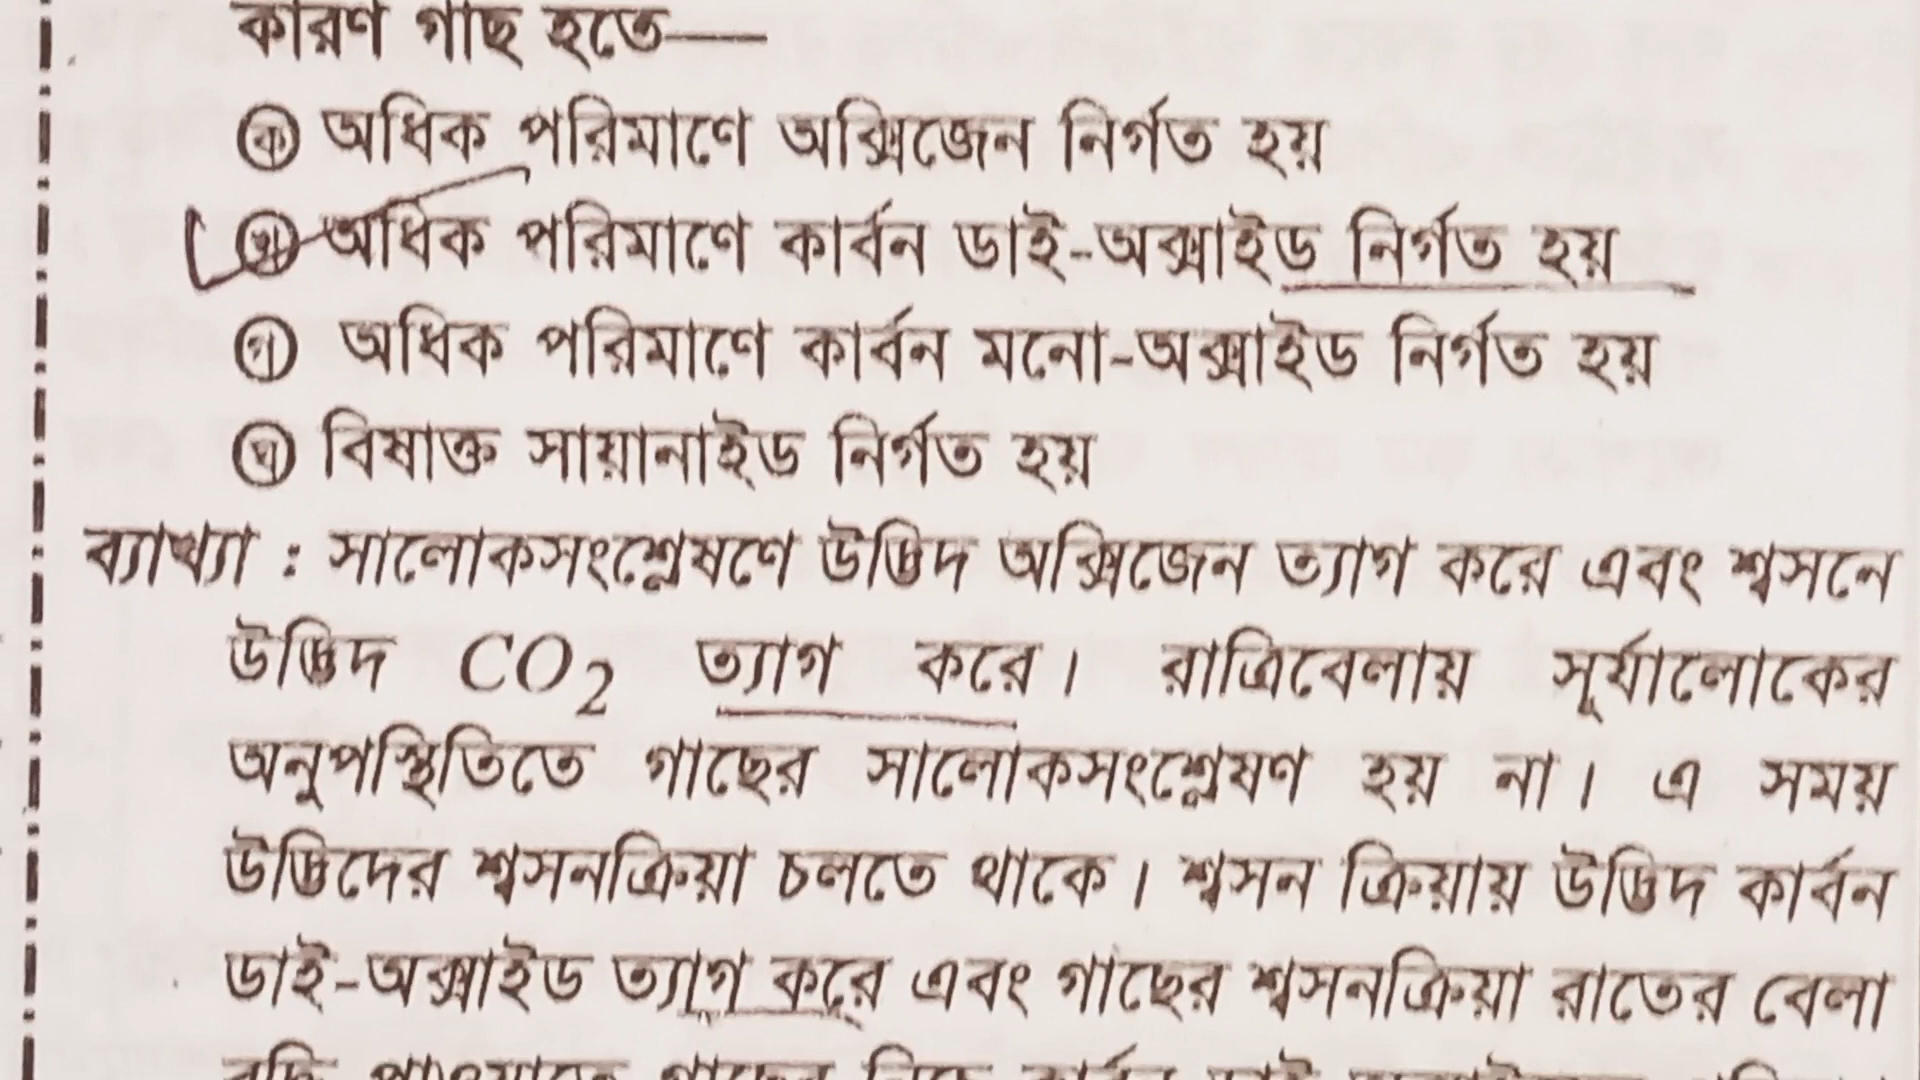 কারণ গাছ হতে—
ⓚ অধিক পরিমাণে অক্সিজেন নির্গত হয়
ⓚ অধিক পরিমাণে কার্বন ডাই-অক্সাইড নির্গত হয়
ⓖ অধিক পরিমাণে কার্বন মনো-অক্সাইড নির্গত হয়
ঘ বিষাক্ত সায়ানাইড নির্গত হয়
ব্যাখ্যা : সালোকসংশ্লেষণে উদ্ভিদ অক্সিজেন ত্যাগ করে এবং শ্বসনে
উদ্ভিদ CO₂ ত্যাগ করে। রাত্রিবেলায় সূর্যালোকের
অনুপস্থিতিতে গাছের সালোকসংশ্লেষণ হয় না। এ সময়
উদ্ভিদের শ্বসনক্রিয়া চলতে থাকে। শ্বসন ক্রিয়ায় উদ্ভিদ কার্বন
ডাই-অক্সাইড ত্যাগ করে এবং গাছের শ্বসনক্রিয়া রাতের বেলা